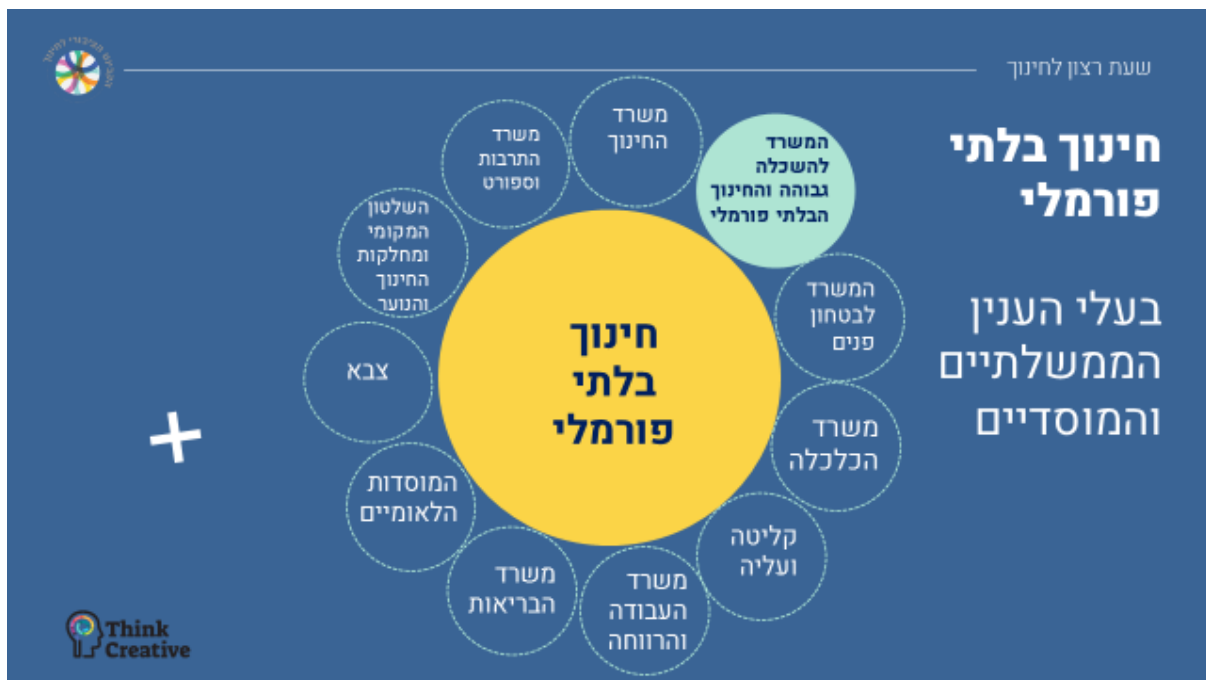 שעת רצון לחינוך
חינוך בלתי
פורמלי
בעלי הענין
הממשלתיים
והמוסדיים
חינוך
בלתי
פורמלי
משרד
החינוך
המשרד
להשכלה
גבוהה והחינוך
הבלתי פורמלי
המשרד
לבטחון
פנים
משרד
הכלכלה
קליטה
ועליה
משרד
העבודה
והרווחה
משרד
הבריאות
המוסדות
הלאומיים
צבא
השלטון
המקומי
ומחלקות
החינוך
והנוער
משרד
התרבות
וספורט
+
Think
Creative